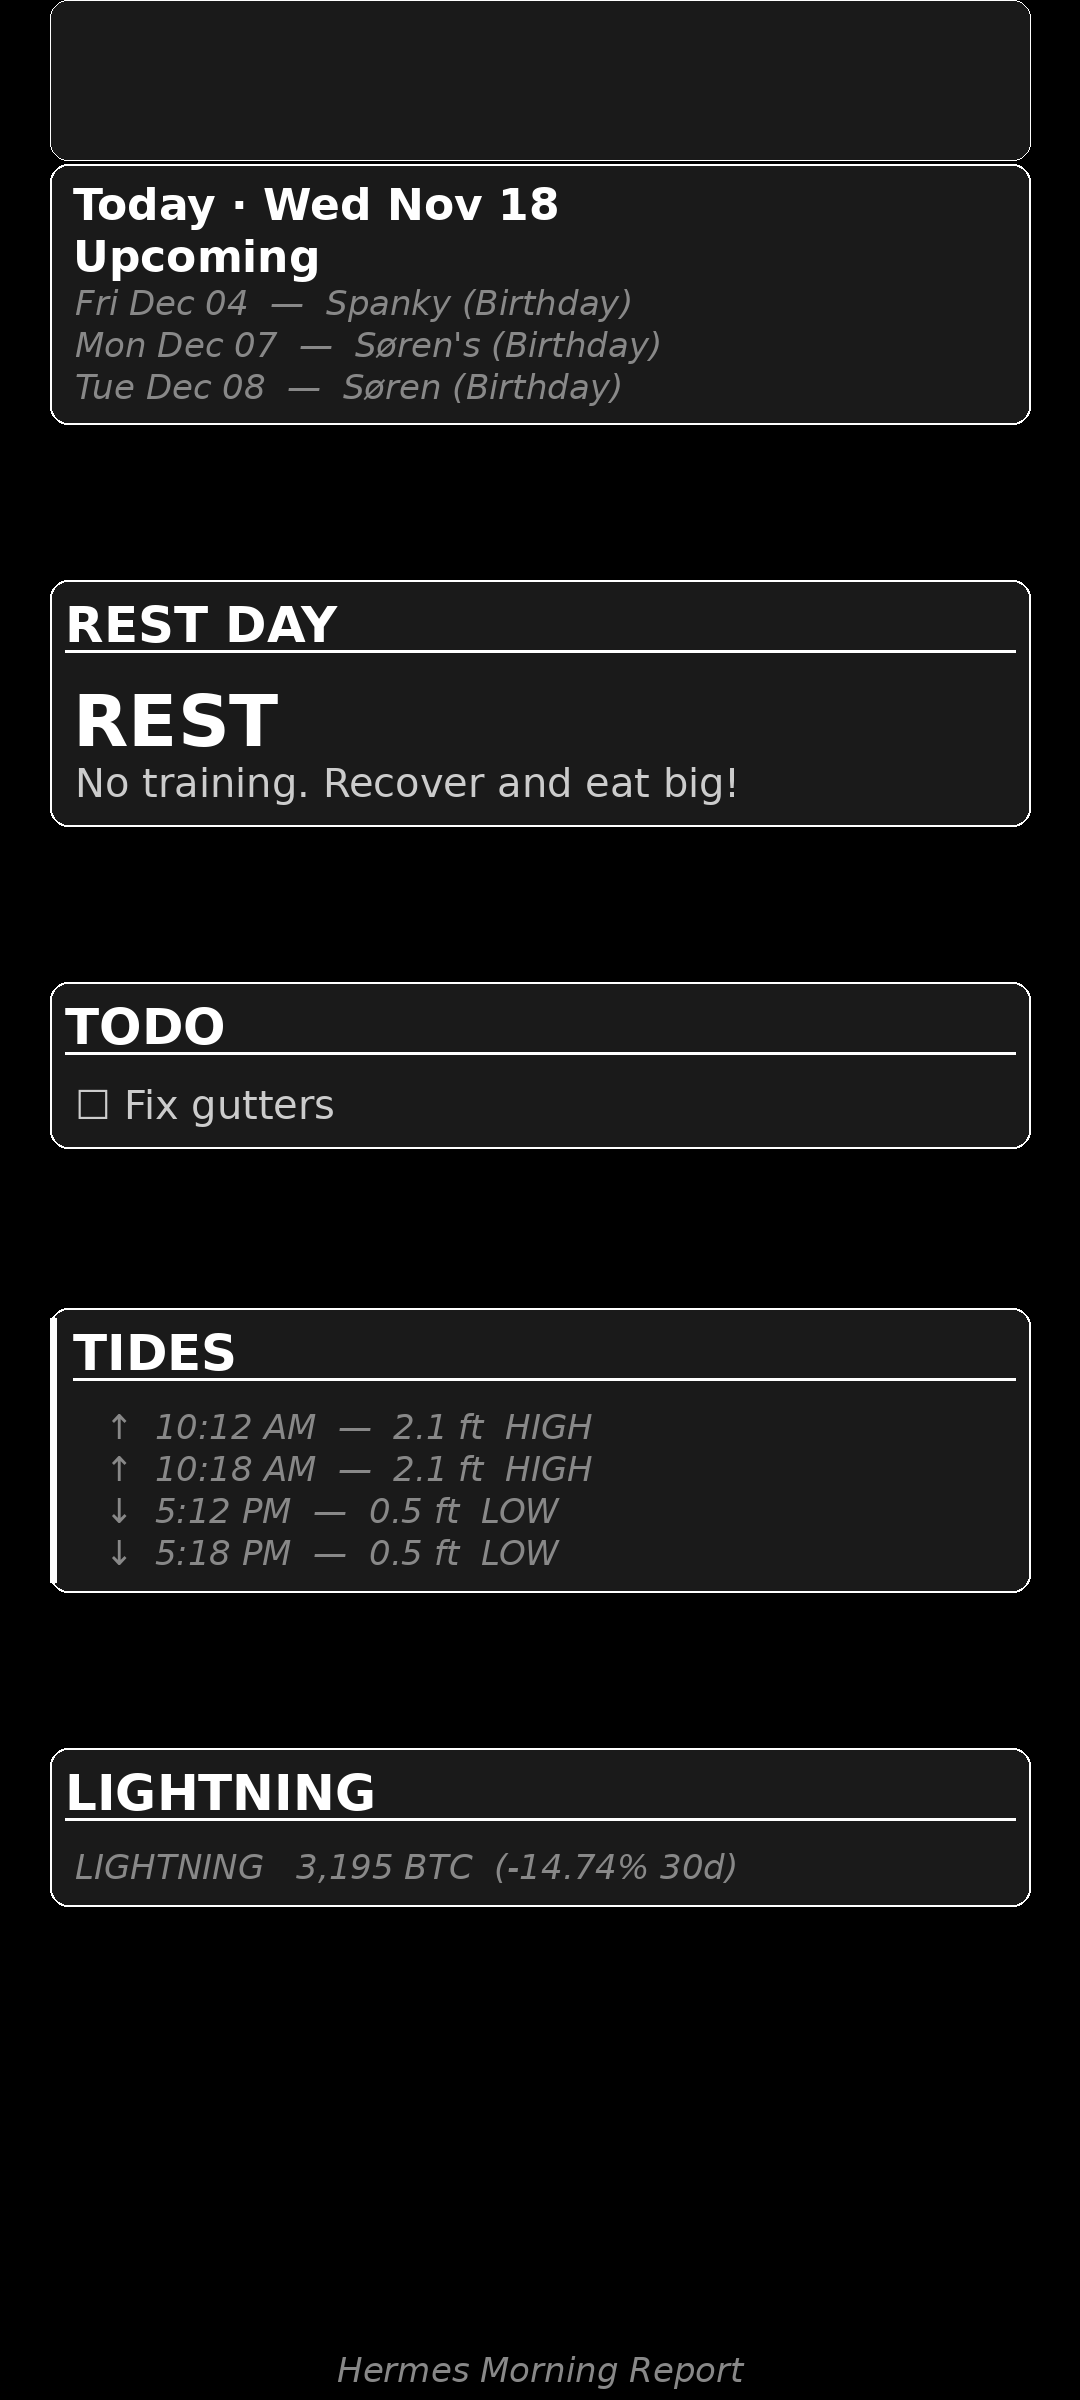 Today · Wed Nov 18
Upcoming
Fri Dec 04 — Spanky (Birthday)
Mon Dec 07 — Søren's (Birthday)
Tue Dec 08 — Søren (Birthday)
REST DAY
REST
No training. Recover and eat big!
TODO
☐ Fix gutters
TIDES
↑ 10:12 AM — 2.1 ft HIGH
↑ 10:18 AM — 2.1 ft HIGH
↓ 5:12 PM — 0.5 ft LOW
↓ 5:18 PM — 0.5 ft LOW
LIGHTNING
LIGHTNING 3,195 BTC (-14.74% 30d)
Hermes Morning Report